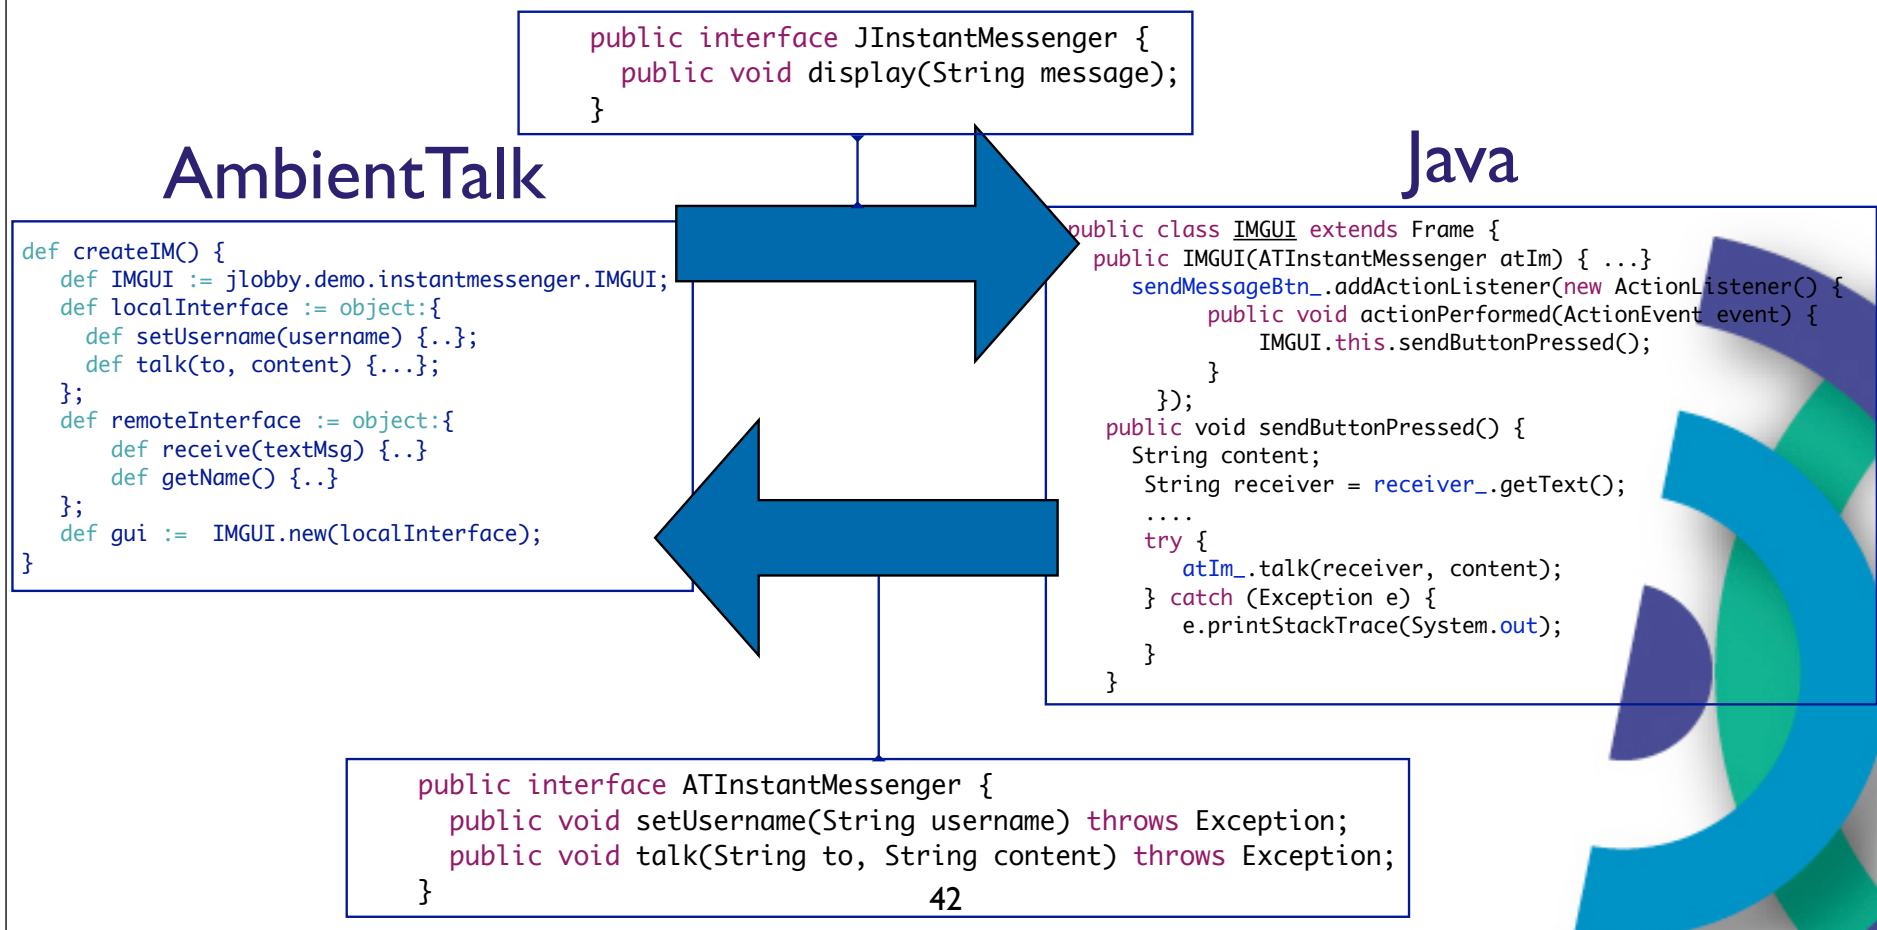 public interface JInstantMessenger {
public void display(String message);
}
AmbientTalk
Java
def createIM() {
def IMGUI := jlobby.demo.instantmessenger.IMGUI;
def localInterface := object:{
def setUsername(username) {..};
def talk(to, content) {...};
};
def remoteInterface := object:{
def receive(textMsg) {..}
def getName() {..}
};
def gui := IMGUI.new(localInterface);
}
public class IMGUI extends Frame {
public IMGUI(ATInstantMessenger atIm) { ...}
sendMessageBtn_.addActionListener(new ActionListener() {
public void actionPerformed(ActionEvent event) {
IMGUI.this.sendButtonPressed();
}
});
public void sendButtonPressed() {
String content;
String receiver = receiver_.getText();
....
try {
atIm_.talk(receiver, content);
} catch (Exception e) {
e.printStackTrace(System.out);
}
}
public interface ATInstantMessenger {
public void setUsername(String username) throws Exception;
public void talk(String to, String content) throws Exception;
}
42